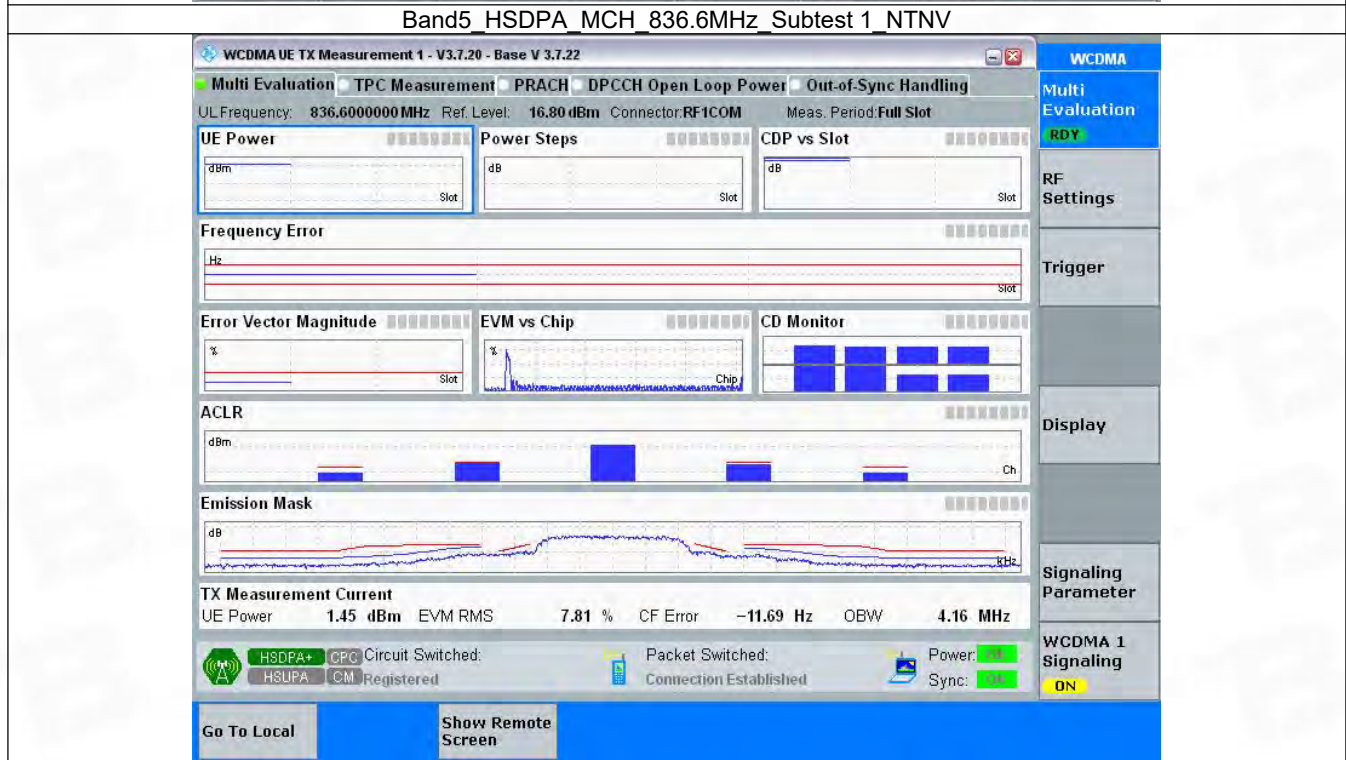 Band5_HSDPA_MCH_836.6MHz_Subtest 1_NTNV
WCDMA UE TX Measurement 1 - V3.7.20 - Base V 3.7.22
WCDMA
Multi Evaluation TPC Measurement PRACH DPCCH Open Loop Power Out-of-Sync Handling
Multi
Evaluation
RDY
UL Frequency: 836.6000000 MHz Ref. Level: 16.80 dBm Connector:RF1COM Meas. Period:Full Slot
UE Power Power Steps CDP vs Slot
dBm dB dB
Slot Slot Slot
RF
Settings
Frequency Error
Hz
Slot
Trigger
Error Vector Magnitude EVM vs Chip CD Monitor
% %
Slot Chip
ACLR
dBm
Ch
Display
Emission Mask
dB
kHz
Signaling
Parameter
TX Measurement Current
UE Power 1.45 dBm EVM RMS 7.81 % CF Error -11.69 Hz OBW 4.16 MHz
HSDPA+ CPC Circuit Switched: Packet Switched: Power:
HSUPA CM Registered Connection Established Sync:
WCDMA 1
Signaling
ON
Go To Local
Show Remote
Screen